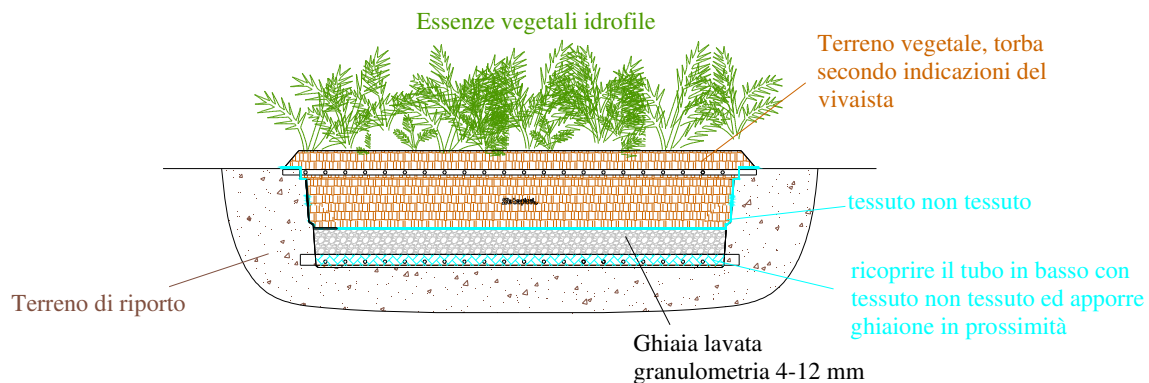 Essenze vegetali idrofile
Terreno vegetale, torba
secondo indicazioni del
vivaista
tessuto non tessuto
ricoprire il tubo in basso con
tessuto non tessuto ed apporre
ghiaione in prossimità
Terreno di riporto
Ghiaia lavata
granulometria 4-12 mm